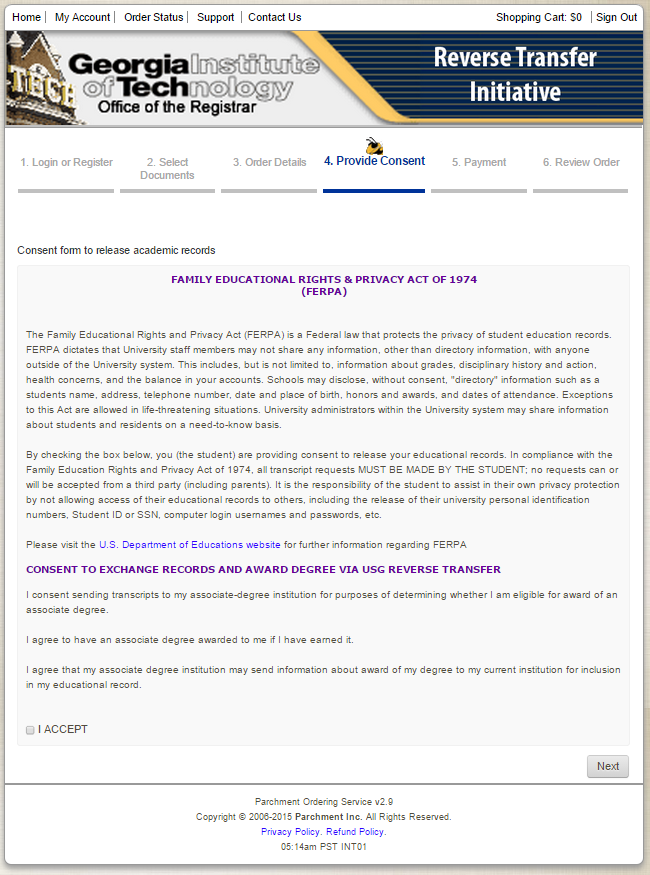 Home | My Account | Order Status | Support | Contact Us Shopping Cart: $0 | Sign Out
TECH
Georgia Institute
of Technology
Office of the Registrar
Reverse Transfer
Initiative
1. Login or Register
2. Select
Documents
3. Order Details
4. Provide Consent
5. Payment
6. Review Order
Consent form to release academic records
FAMILY EDUCATIONAL RIGHTS & PRIVACY ACT OF 1974
(FERPA)
The Family Educational Rights and Privacy Act (FERPA) is a Federal law that protects the privacy of student education records.
FERPA dictates that University staff members may not share any information, other than directory information, with anyone
outside of the University system. This includes, but is not limited to, information about grades, disciplinary history and action,
health concerns, and the balance in your accounts. Schools may disclose, without consent, "directory" information such as a
students name, address, telephone number, date and place of birth, honors and awards, and dates of attendance. Exceptions
to this Act are allowed in life-threatening situations. University administrators within the University system may share information
about students and residents on a need-to-know basis.
By checking the box below, you (the student) are providing consent to release your educational records. In compliance with the
Family Education Rights and Privacy Act of 1974, all transcript requests MUST BE MADE BY THE STUDENT; no requests can or
will be accepted from a third party (including parents). It is the responsibility of the student to assist in their own privacy protection
by not allowing access of their educational records to others, including the release of their university personal identification
numbers, Student ID or SSN, computer login usernames and passwords, etc.
Please visit the U.S. Department of Educations website for further information regarding FERPA
CONSENT TO EXCHANGE RECORDS AND AWARD DEGREE VIA USG REVERSE TRANSFER
I consent sending transcripts to my associate-degree institution for purposes of determining whether I am eligible for award of an
associate degree.
I agree to have an associate degree awarded to me if I have earned it.
I agree that my associate degree institution may send information about award of my degree to my current institution for inclusion
in my educational record.
I ACCEPT
Next
Parchment Ordering Service v2.9
Copyright © 2006-2015 Parchment Inc. All Rights Reserved.
Privacy Policy. Refund Policy.
05:14am PST INT01